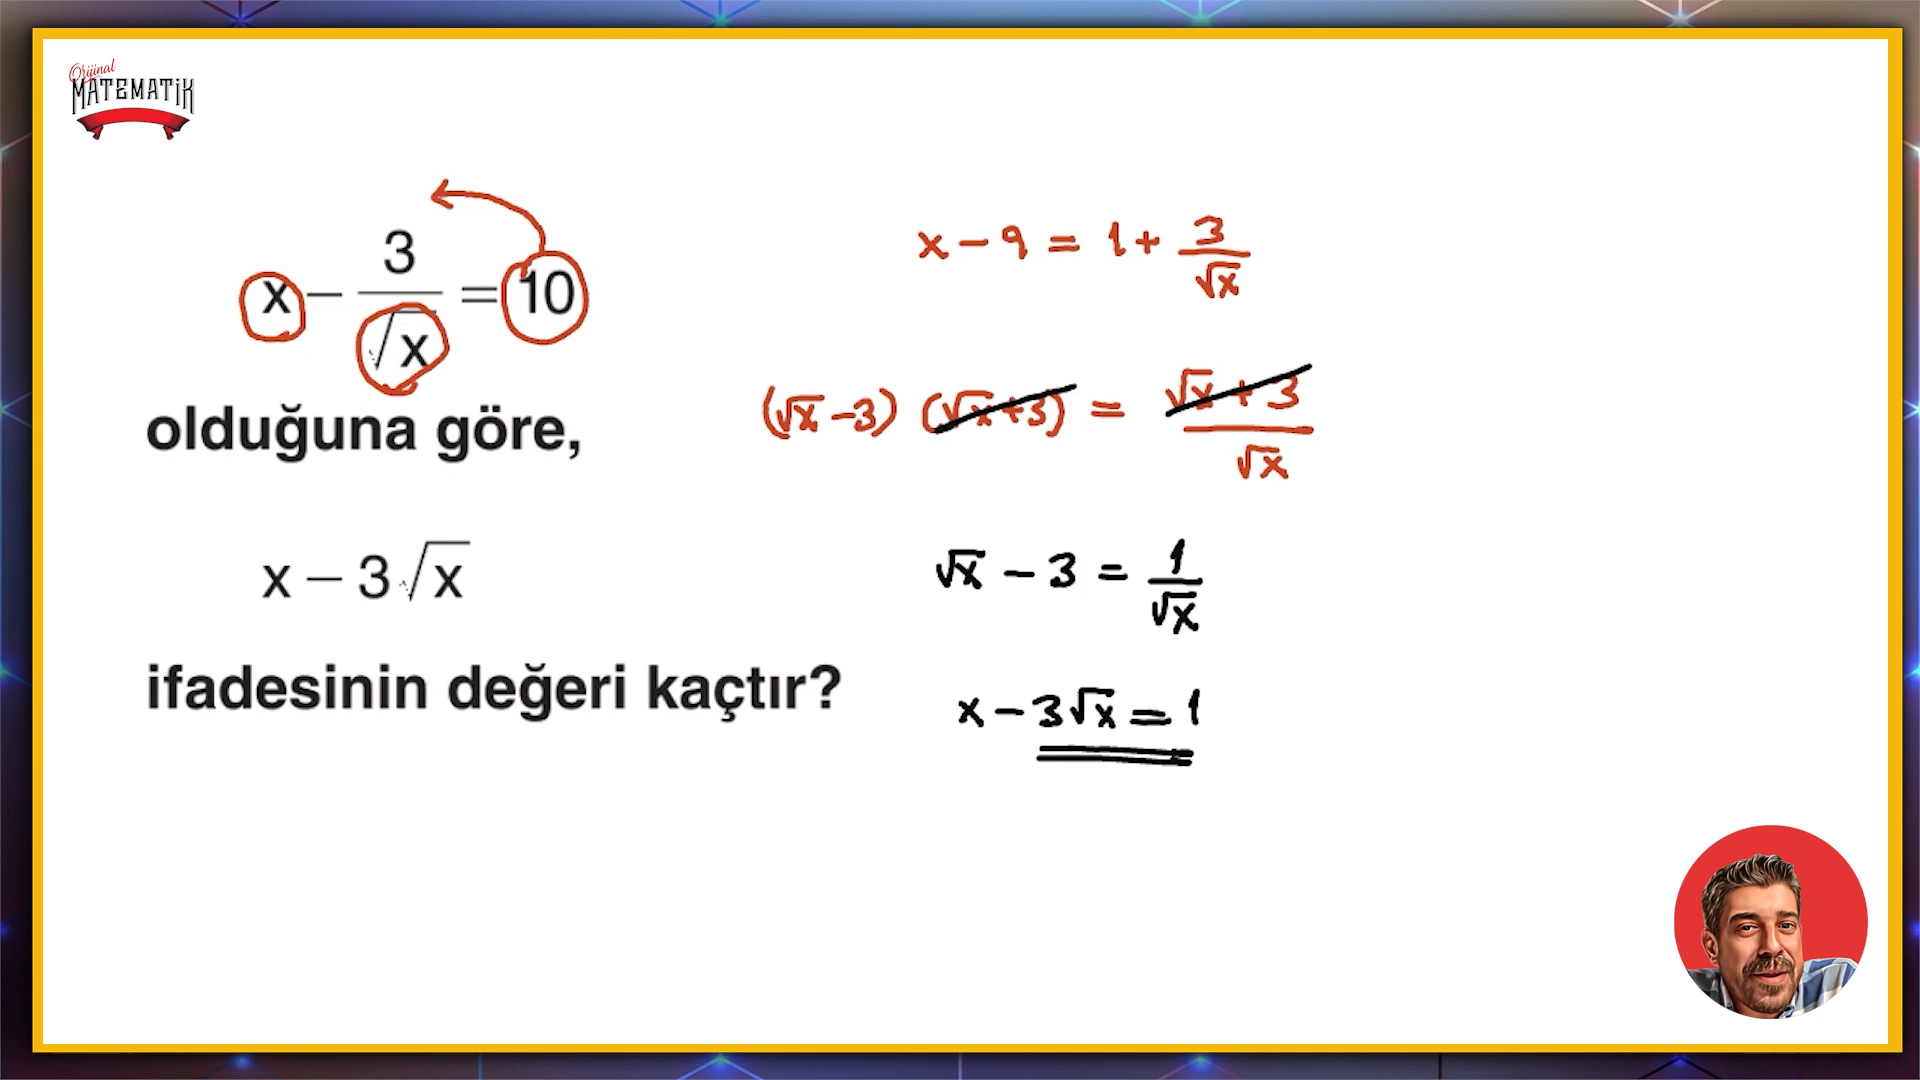 Orijinal
MATEMATİK
x − 3/√x = 10
olduğuna göre,
x − 3√x
ifadesinin değeri kaçtır?
x − 9 = 1 + 3/√x
(√x − 3) (√x + 3) = √x + 3/√x
√x − 3 = 1/√x
x − 3√x = 1